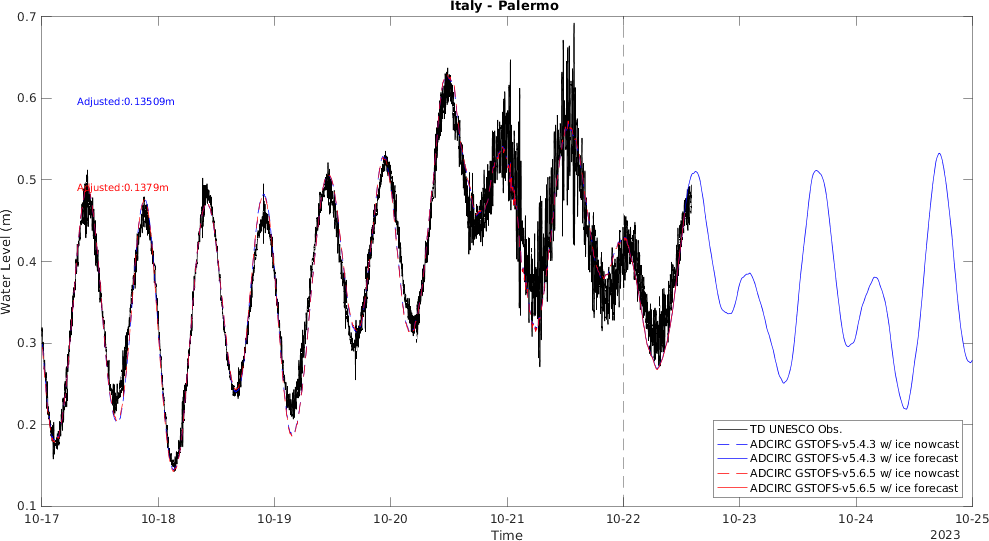 Italy - Palermo
0.7
0.6
0.5
0.4
0.3
0.2
0.1
Water Level (m)
Adjusted:0.13509m
Adjusted:0.1379m
TD UNESCO Obs.
ADCIRC GSTOFS-v5.4.3 w/ ice nowcast
ADCIRC GSTOFS-v5.4.3 w/ ice forecast
ADCIRC GSTOFS-v5.6.5 w/ ice nowcast
ADCIRC GSTOFS-v5.6.5 w/ ice forecast
10-17 10-18 10-19 10-20 10-21 10-22 10-23 10-24 10-25
Time
2023